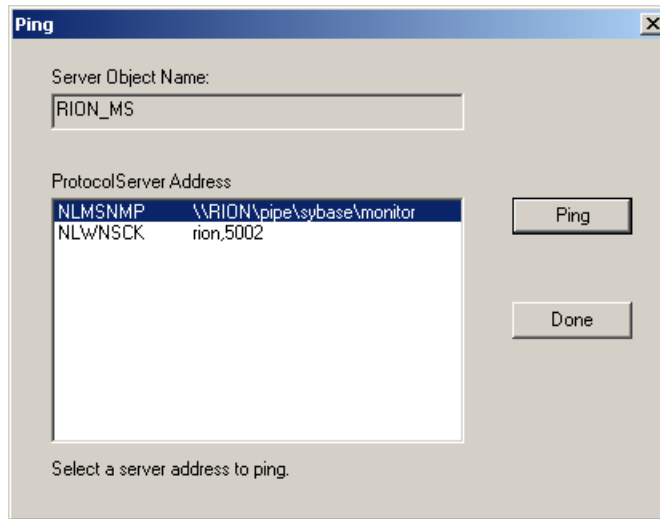 Ping
Server Object Name:
RION_MS
ProtocolServer Address
NLMSNMP \\RION\pipe\sybase\monitor
NLWNSCK rion,5002
Ping
Done
Select a server address to ping.